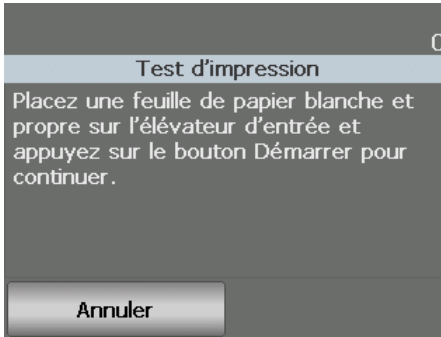 Test d'impression
Placez une feuille de papier blanche et
propre sur l'élévateur d'entrée et
appuyez sur le bouton Démarrer pour
continuer.
Annuler